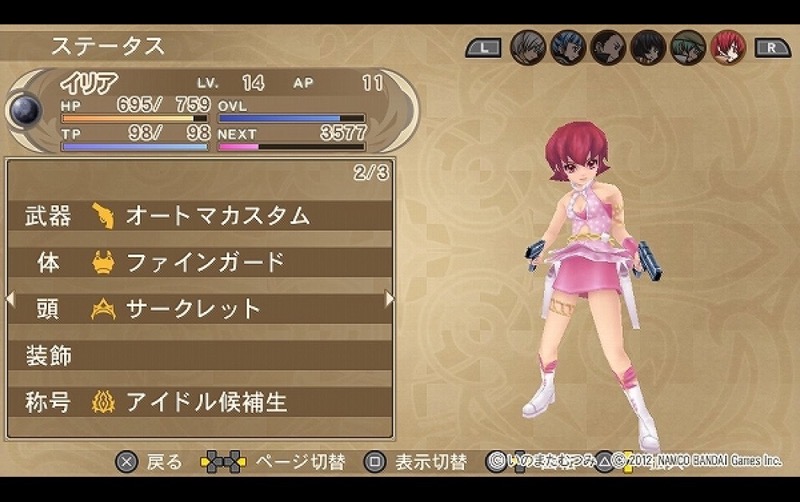 ステータス
L R
イリア LV. 14 AP 11
HP 695/ 759 OVL
TP 98/ 98 NEXT 3577
2/3
武器 オートマカスタム
体 ファインガード
頭 サークレット
装飾
称号 アイドル候補生
戻る ページ切替 表示切替
©いのまたむつみ ©2012 NAMCO BANDAI Games Inc.